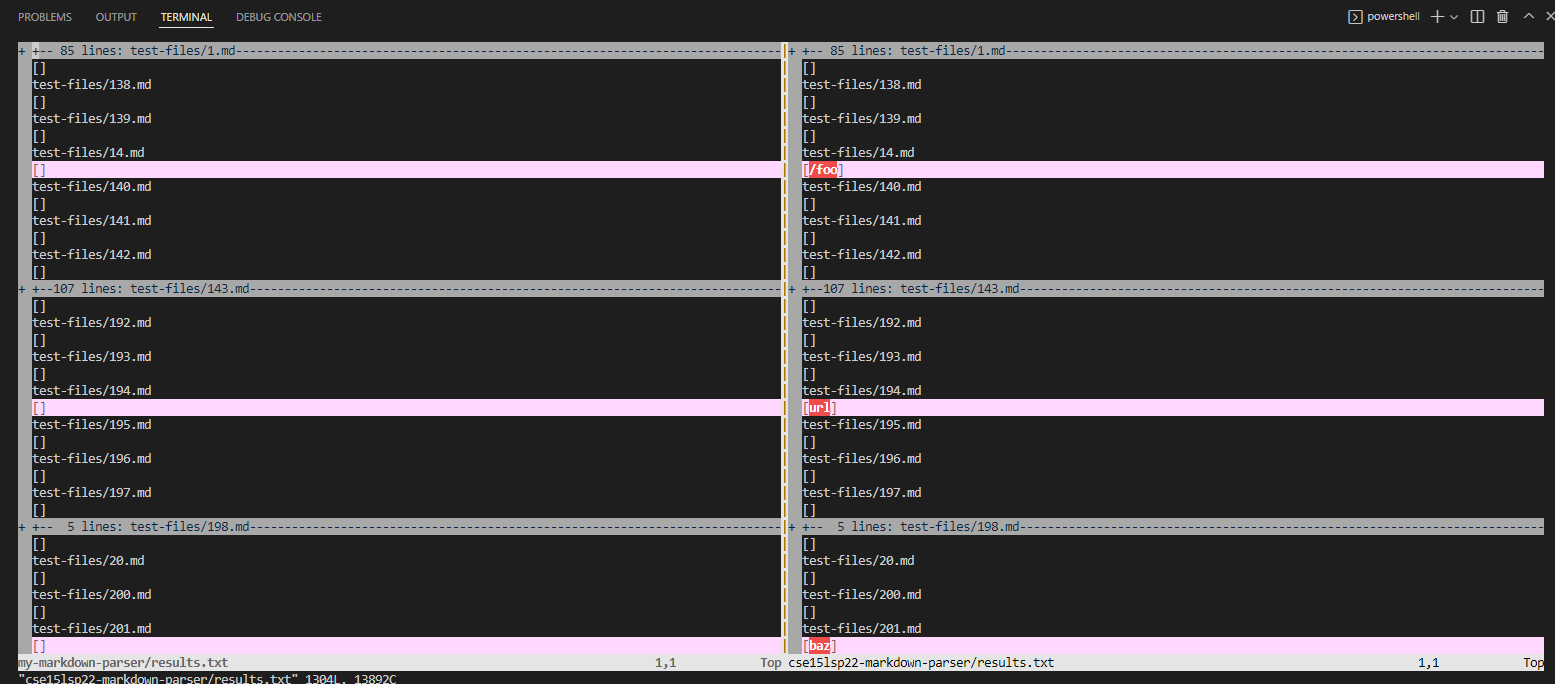 PROBLEMS OUTPUT TERMINAL DEBUG CONSOLE powershell
+ +-- 85 lines: test-files/1.md--------------------- + +-- 85 lines: test-files/1.md---------------------
[] []
test-files/138.md test-files/138.md
[] []
test-files/139.md test-files/139.md
[] []
test-files/14.md test-files/14.md
[] [/foo]
test-files/140.md test-files/140.md
[] []
test-files/141.md test-files/141.md
[] []
test-files/142.md test-files/142.md
[] []
+ +--107 lines: test-files/143.md--------------------- + +--107 lines: test-files/143.md---------------------
[] []
test-files/192.md test-files/192.md
[] []
test-files/193.md test-files/193.md
[] []
test-files/194.md test-files/194.md
[] [url]
test-files/195.md test-files/195.md
[] []
test-files/196.md test-files/196.md
[] []
test-files/197.md test-files/197.md
[] []
+ +-- 5 lines: test-files/198.md--------------------- + +-- 5 lines: test-files/198.md---------------------
[] []
test-files/20.md test-files/20.md
[] []
test-files/200.md test-files/200.md
[] []
test-files/201.md test-files/201.md
[] [baz]
my-markdown-parser/results.txt 1,1 Top cse15lsp22-markdown-parser/results.txt 1,1 Top
"cse15lsp22-markdown-parser/results.txt" 1304L, 13892C